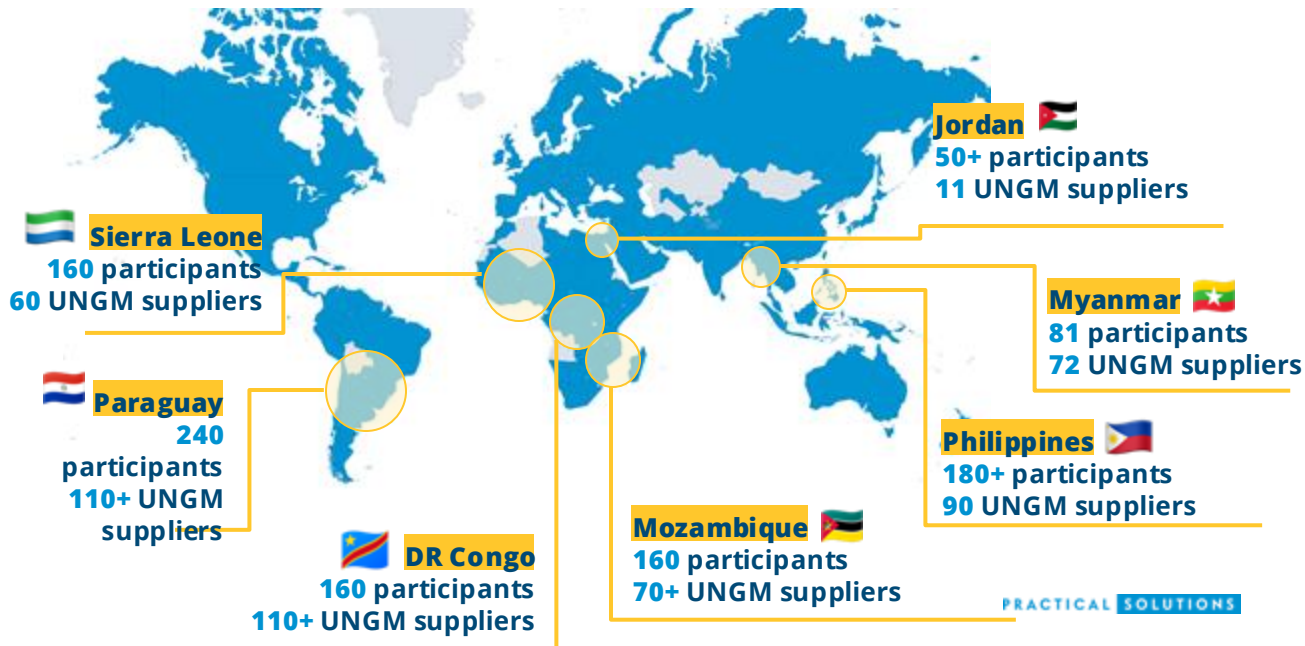 Jordan
50+ participants
11 UNGM suppliers
Sierra Leone
160 participants
60 UNGM suppliers
Myanmar
81 participants
72 UNGM suppliers
Paraguay
240
participants
110+ UNGM
suppliers
Philippines
180+ participants
90 UNGM suppliers
Mozambique
160 participants
70+ UNGM suppliers
DR Congo
160 participants
110+ UNGM suppliers
PRACTICAL SOLUTIONS